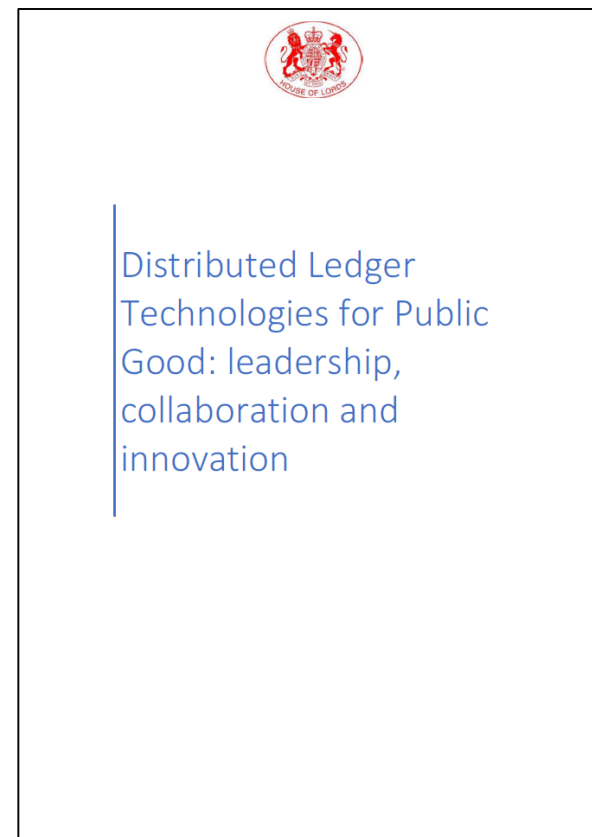 HOUSE OF LORDS
Distributed Ledger
Technologies for Public
Good: leadership,
collaboration and
innovation